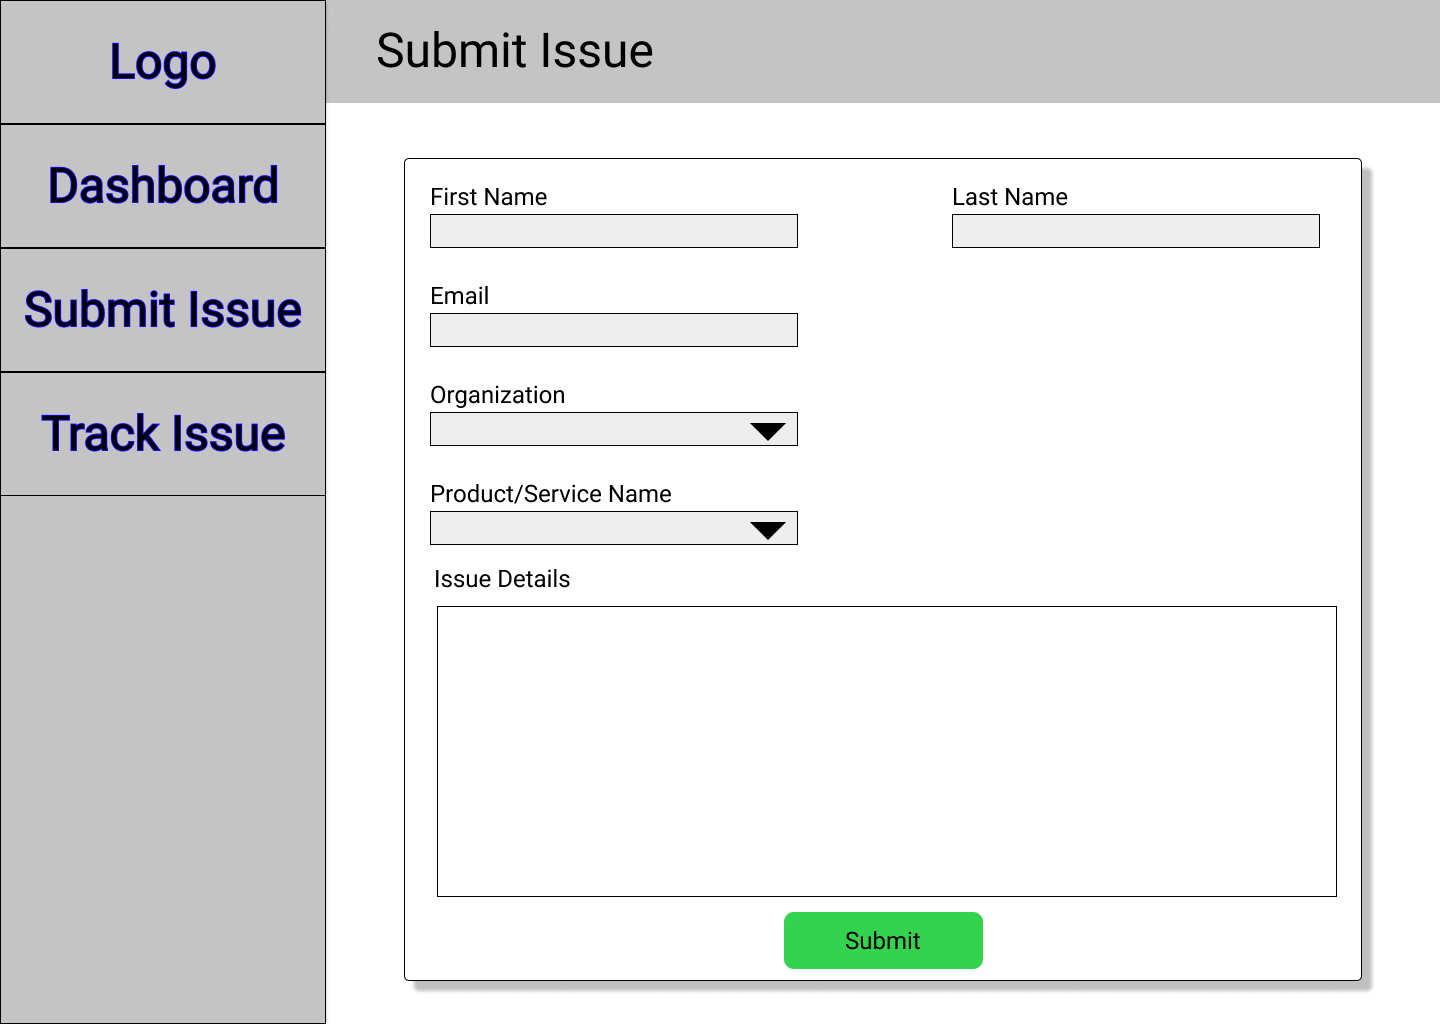 Logo
Dashboard
Submit Issue
Track Issue
Submit Issue
First Name
Last Name
Email
Organization
Product/Service Name
Issue Details
Submit